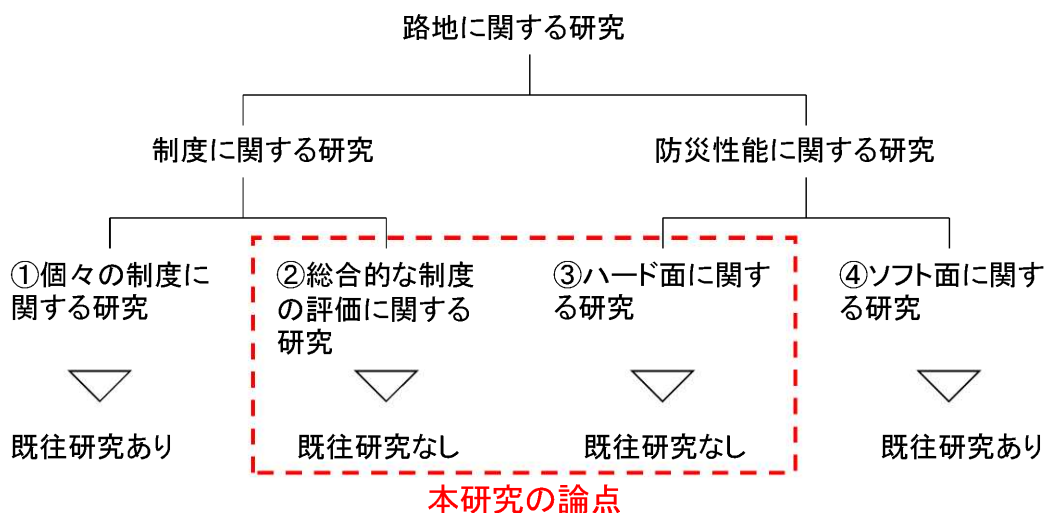 路地に関する研究
制度に関する研究
防災性能に関する研究
①個々の制度に
関する研究
②総合的な制度
の評価に関する
研究
③ハード面に関す
る研究
④ソフト面に関す
る研究
既往研究あり
既往研究なし
既往研究なし
既往研究あり
本研究の論点